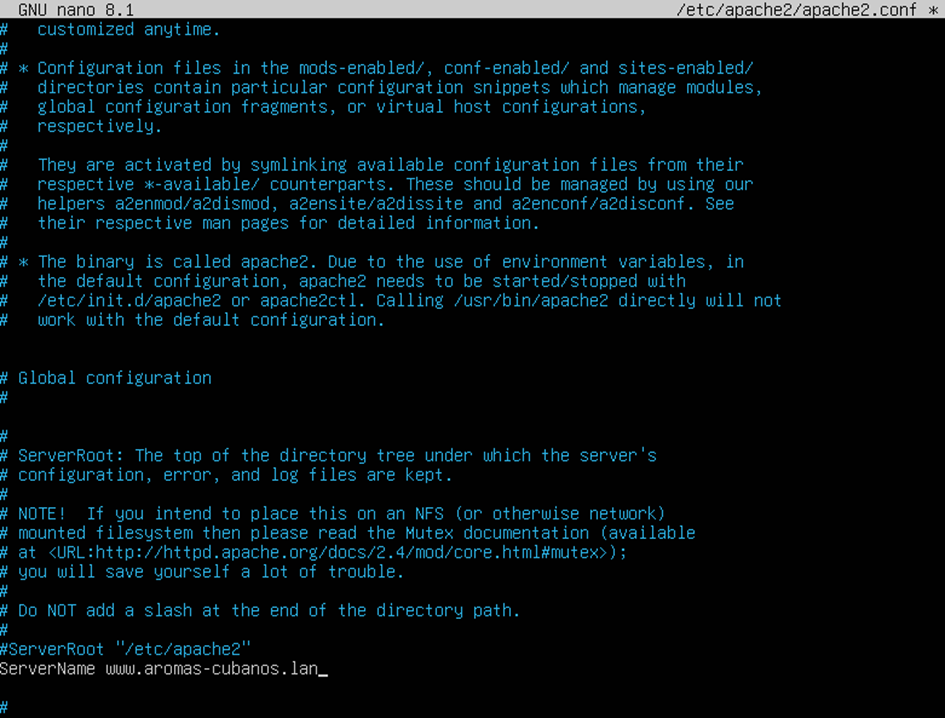 GNU nano 8.1 /etc/apache2/apache2.conf *
#   customized anytime.
#
# * Configuration files in the mods-enabled/, conf-enabled/ and sites-enabled/
#   directories contain particular configuration snippets which manage modules,
#   global configuration fragments, or virtual host configurations,
#   respectively.
#
#   They are activated by symlinking available configuration files from their
#   respective *-available/ counterparts. These should be managed by using our
#   helpers a2enmod/a2dismod, a2ensite/a2dissite and a2enconf/a2disconf. See
#   their respective man pages for detailed information.
#
# * The binary is called apache2. Due to the use of environment variables, in
#   the default configuration, apache2 needs to be started/stopped with
#   /etc/init.d/apache2 or apache2ctl. Calling /usr/bin/apache2 directly will not
#   work with the default configuration.
# Global configuration
#
#
# ServerRoot: The top of the directory tree under which the server's
# configuration, error, and log files are kept.
#
# NOTE!  If you intend to place this on an NFS (or otherwise network)
# mounted filesystem then please read the Mutex documentation (available
# at <URL:http://httpd.apache.org/docs/2.4/mod/core.html#mutex>);
# you will save yourself a lot of trouble.
#
# Do NOT add a slash at the end of the directory path.
#
#ServerRoot "/etc/apache2"
ServerName www.aromas-cubanos.lan_
#